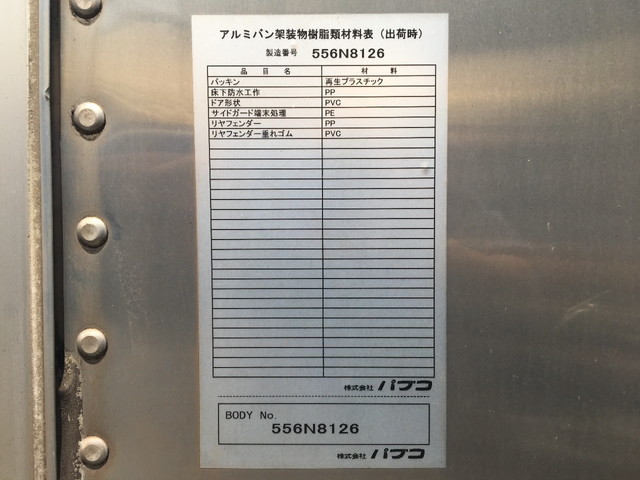 アルミバン架装物樹脂類材料表（出荷時）
製造番号 556N8126
品目名 材料
パッキン 再生プラスチック
床下防水工作 PP
ドア形状 PVC
サイドガード端末処理 PE
リヤフェンダー PP
リヤフェンダー垂れゴム PVC
株式会社 パブコ
BODY No.
556N8126
株式会社 パブコ